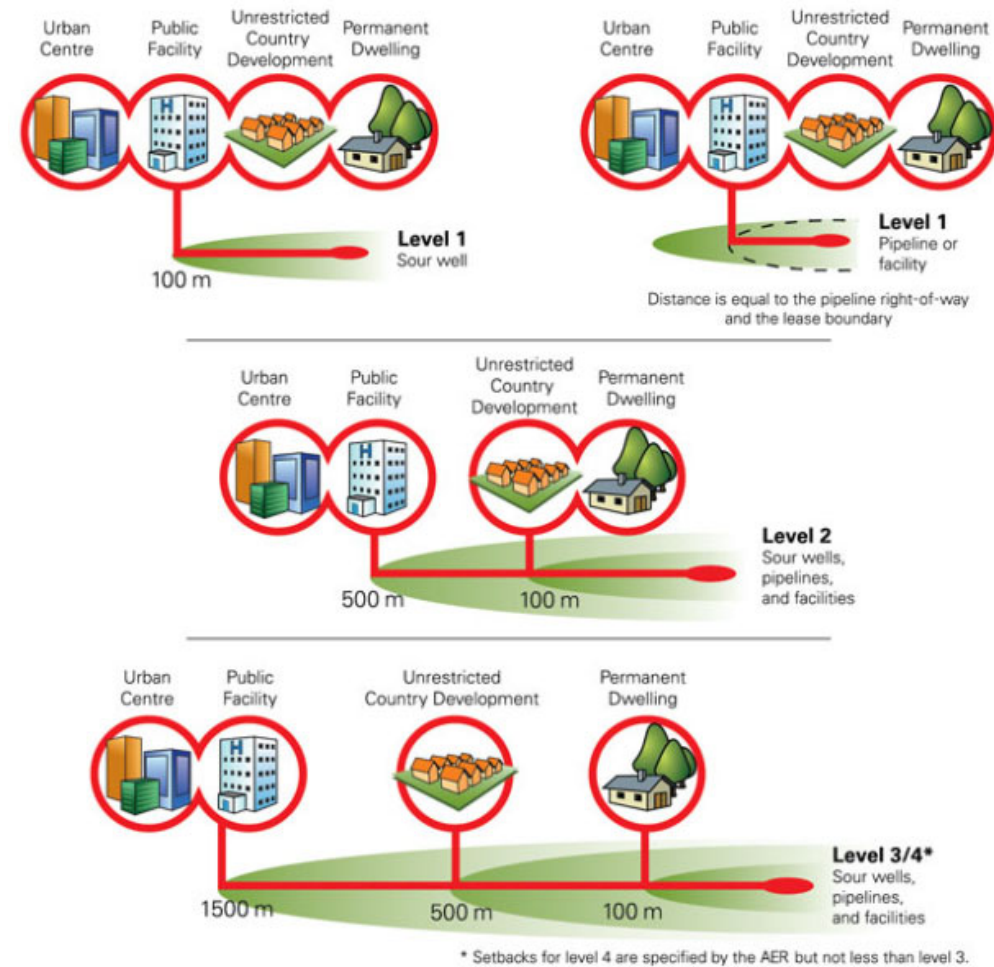 Urban
Centre
Public
Facility
Unrestricted
Country
Development
Permanent
Dwelling
H
100 m
Level 1
Sour well
Urban
Centre
Public
Facility
Unrestricted
Country
Development
Permanent
Dwelling
H
Level 1
Pipeline or
facility
Distance is equal to the pipeline right-of-way
and the lease boundary
Urban
Centre
Public
Facility
Unrestricted
Country
Development
Permanent
Dwelling
H
500 m
100 m
Level 2
Sour wells,
pipelines,
and facilities
Urban
Centre
Public
Facility
Unrestricted
Country Development
Permanent
Dwelling
H
1500 m
500 m
100 m
Level 3/4*
Sour wells,
pipelines,
and facilities
* Setbacks for level 4 are specified by the AER but not less than level 3.